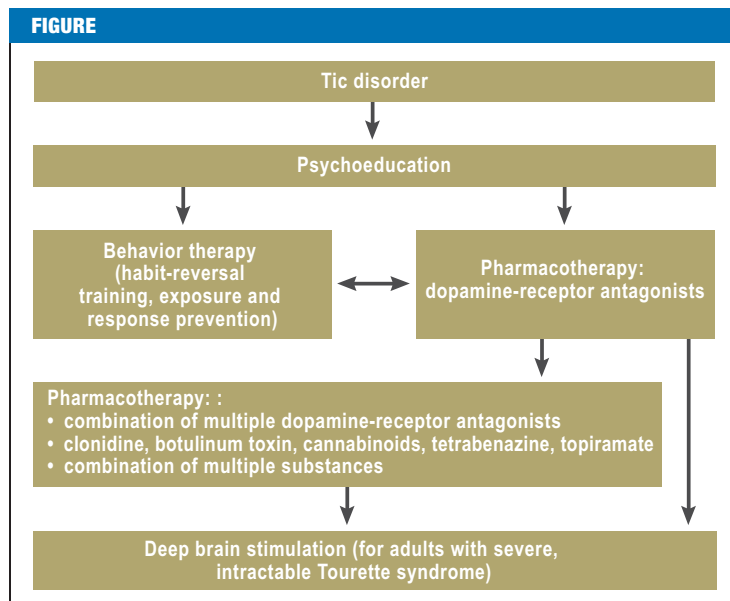 FIGURE
Tic disorder
Psychoeducation
Behavior therapy
(habit-reversal
training, exposure and
response prevention)
Pharmacotherapy:
dopamine-receptor antagonists
Pharmacotherapy: :
• combination of multiple dopamine-receptor antagonists
• clonidine, botulinum toxin, cannabinoids, tetrabenazine, topiramate
• combination of multiple substances
Deep brain stimulation (for adults with severe,
intractable Tourette syndrome)